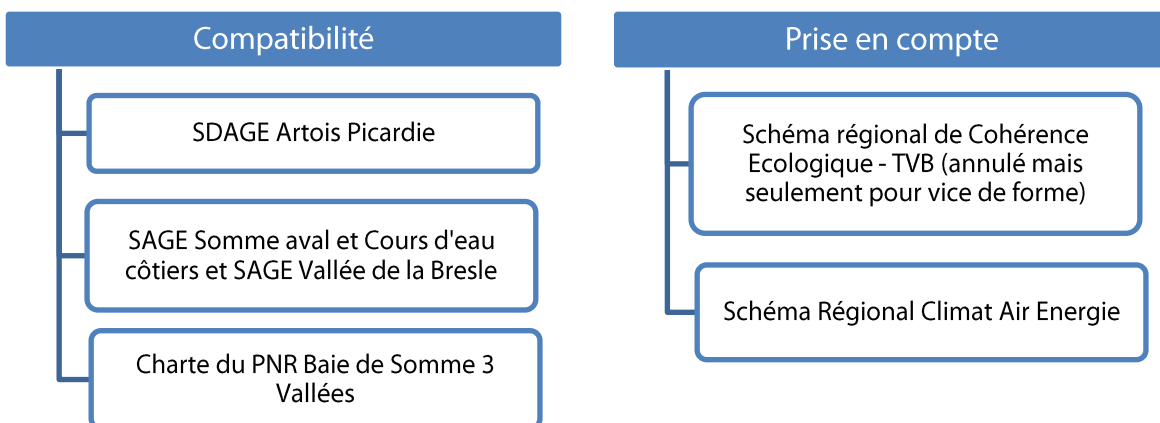 Compatibilité
SDAGE Artois Picardie
SAGE Somme aval et Cours d'eau
côtiers et SAGE Vallée de la Bresle
Charte du PNR Baie de Somme 3
Vallées
Prise en compte
Schéma régional de Cohérence
Ecologique - TVB (annulé mais
seulement pour vice de forme)
Schéma Régional Climat Air Energie